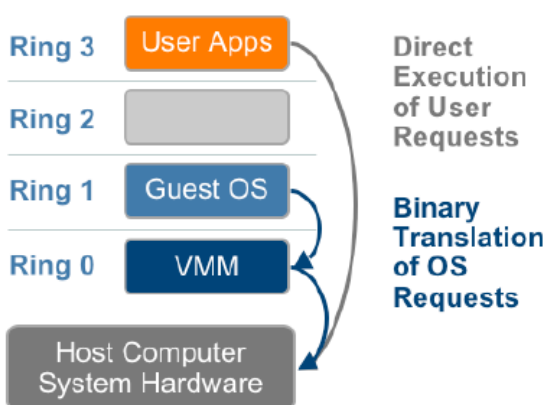 Ring 3
User Apps
Ring 2
Ring 1
Guest OS
Ring 0
VMM
Host Computer
System Hardware
Direct
Execution
of User
Requests
Binary
Translation
of OS
Requests